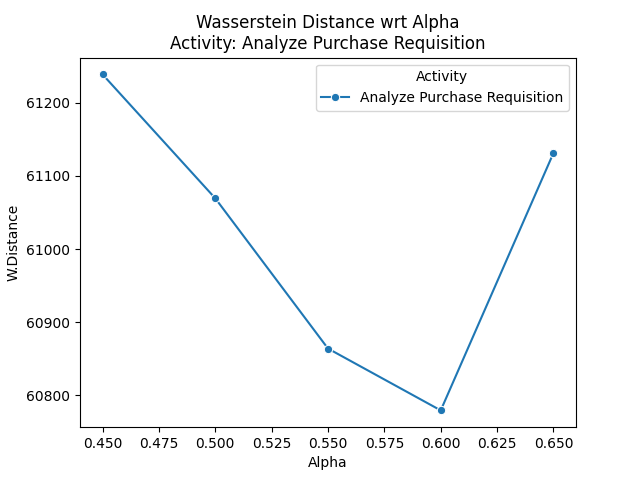 Wasserstein Distance wrt Alpha
Activity: Analyze Purchase Requisition
Activity
Analyze Purchase Requisition
W.Distance
61200
61100
61000
60900
60800
0.450 0.475 0.500 0.525 0.550 0.575 0.600 0.625 0.650
Alpha